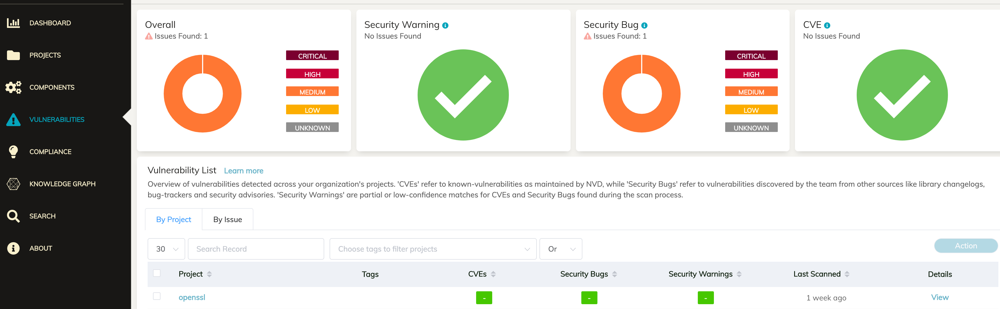 DASHBOARD
PROJECTS
COMPONENTS
VULNERABILITIES
COMPLIANCE
KNOWLEDGE GRAPH
SEARCH
ABOUT
Overall
Issues Found: 1
CRITICAL
HIGH
MEDIUM
LOW
UNKNOWN
Security Warning
No Issues Found
Security Bug
Issues Found: 1
CRITICAL
HIGH
MEDIUM
LOW
UNKNOWN
CVE
No Issues Found
Vulnerability List Learn more
Overview of vulnerabilities detected across your organization's projects. 'CVEs' refer to known-vulnerabilities as maintained by NVD, while 'Security Bugs' refer to vulnerabilities discovered by the team from other sources like library changelogs,
bug-trackers and security advisories. 'Security Warnings' are partial or low-confidence matches for CVEs and Security Bugs found during the scan process.
By Project By Issue
30 Search Record Choose tags to filter projects Or Action
Project Tags CVEs Security Bugs Security Warnings Last Scanned Details
openssl - - - 1 week ago View